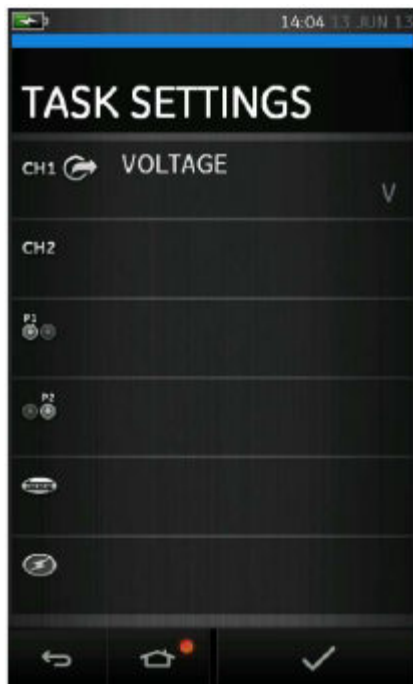 14:04 13 JUN 13
TASK SETTINGS
CH1 VOLTAGE
V
CH2
P1
P2